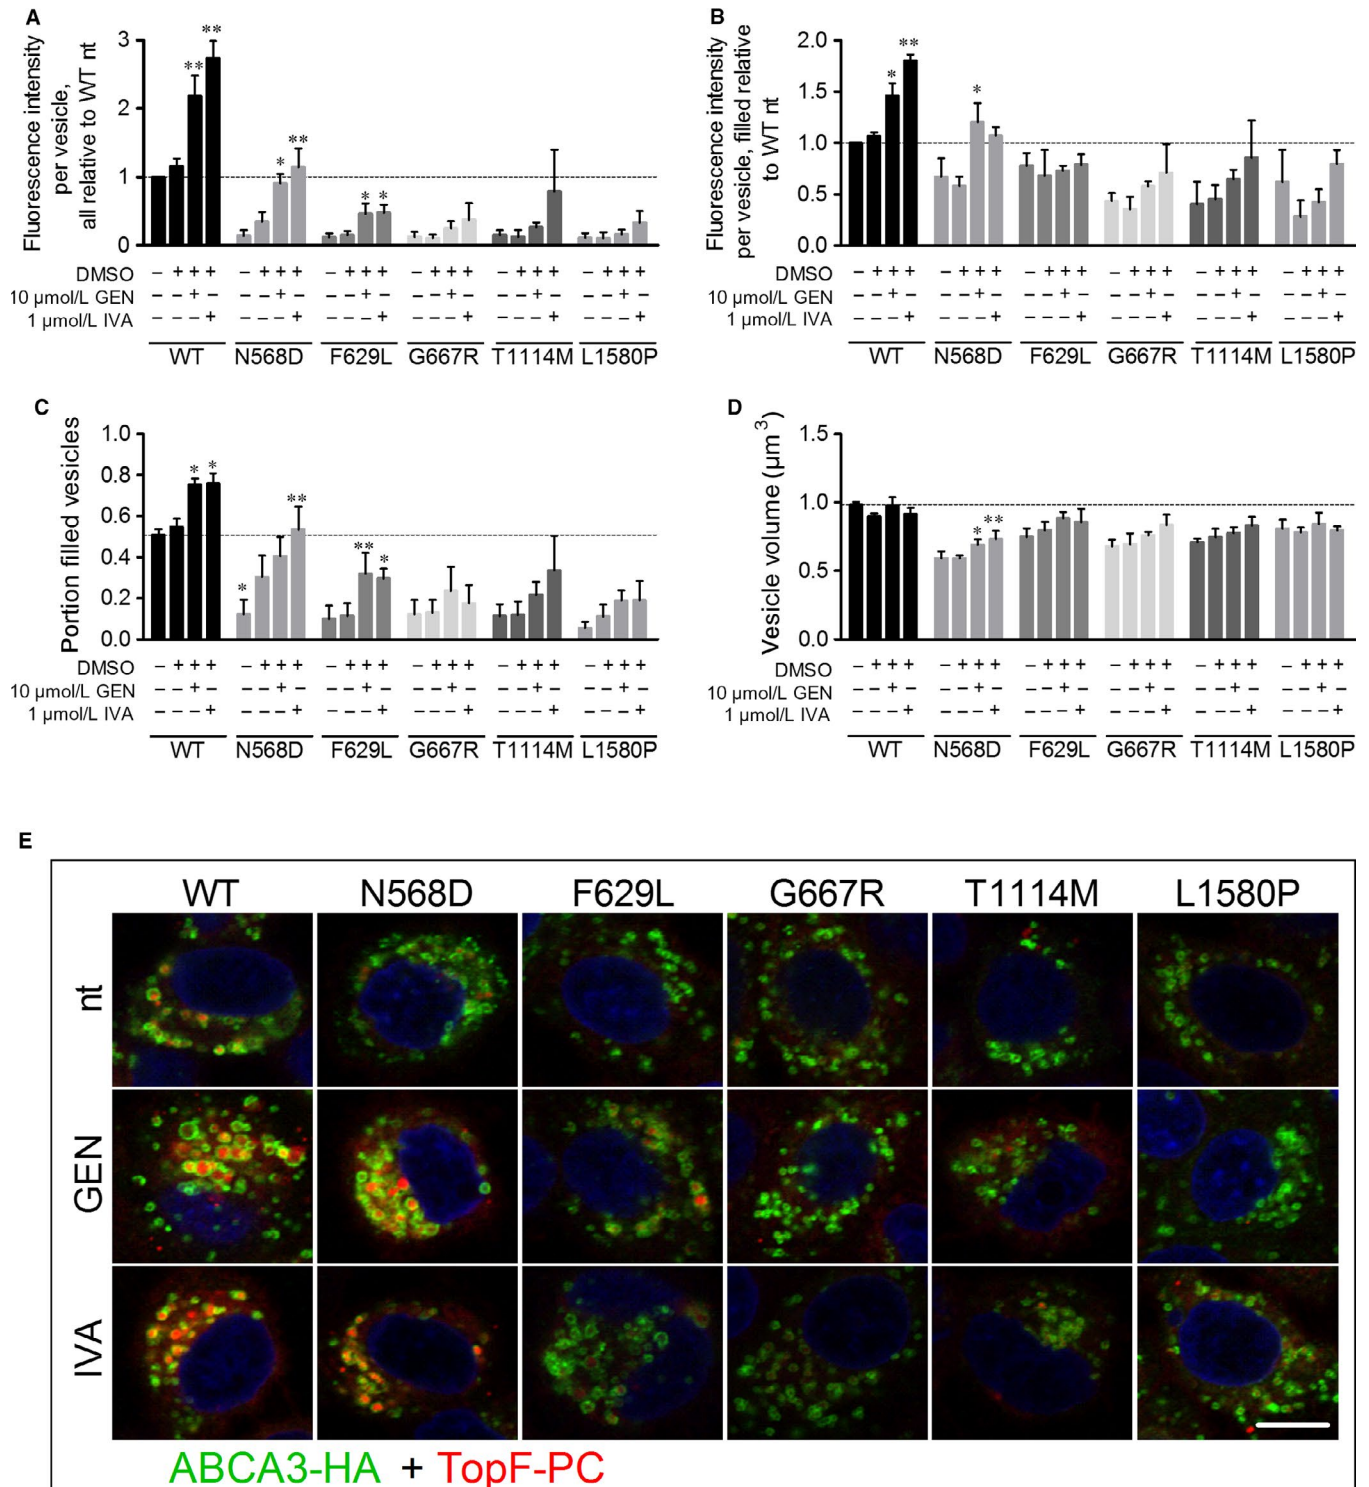 A
Fluorescence intensity
per vesicle,
all relative to WT nt
3
2
1
0
** ** * ** * *
DMSO − + + + − + + + − + + + − + + + − + + + − + + +
10 µmol/L GEN − − + − − − + − − − + − − − + − − − + − − − + −
1 µmol/L IVA − − − + − − − + − − − + − − − + − − − + − − − +
WT N568D F629L G667R T1114M L1580P
B
Fluorescence intensity
per vesicle, filled relative
to WT nt
2.0
1.5
1.0
0.5
0.0
* ** *
DMSO − + + + − + + + − + + + − + + + − + + + − + + +
10 µmol/L GEN − − + − − − + − − − + − − − + − − − + − − − + −
1 µmol/L IVA − − − + − − − + − − − + − − − + − − − + − − − +
WT N568D F629L G667R T1114M L1580P
C
Portion filled vesicles
1.0
0.8
0.6
0.4
0.2
0.0
* * * ** ** *
DMSO − + + + − + + + − + + + − + + + − + + + − + + +
10 µmol/L GEN − − + − − − + − − − + − − − + − − − + − − − + −
1 µmol/L IVA − − − + − − − + − − − + − − − + − − − + − − − +
WT N568D F629L G667R T1114M L1580P
D
Vesicle volume (µm³)
1.5
1.0
0.5
0.0
* **
DMSO − + + + − + + + − + + + − + + + − + + + − + + +
10 µmol/L GEN − − + − − − + − − − + − − − + − − − + − − − + −
1 µmol/L IVA − − − + − − − + − − − + − − − + − − − + − − − +
WT N568D F629L G667R T1114M L1580P
E
WT N568D F629L G667R T1114M L1580P
nt
GEN
IVA
ABCA3-HA + TopF-PC